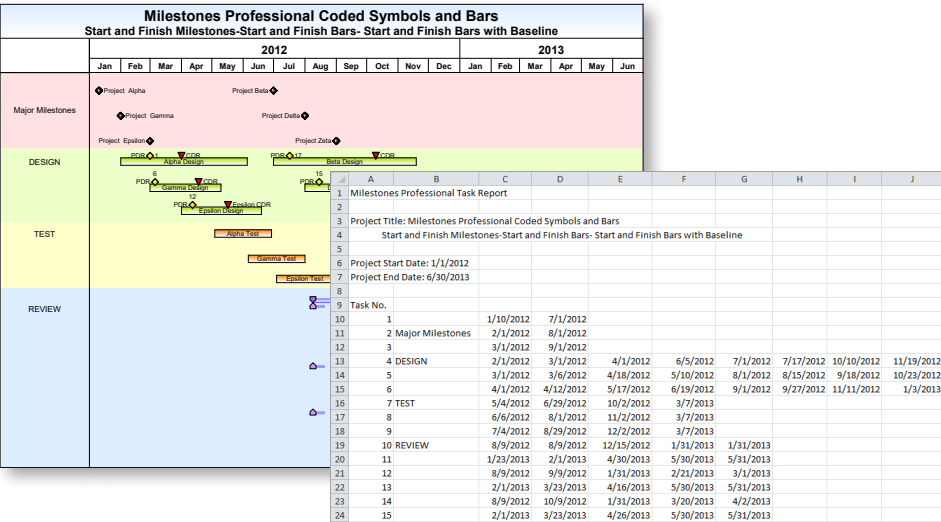 Milestones Professional Coded Symbols and Bars
Start and Finish Milestones-Start and Finish Bars- Start and Finish Bars with Baseline
2012 2013
Jan Feb Mar Apr May Jun Jul Aug Sep Oct Nov Dec Jan Feb Mar Apr May Jun
Major Milestones
Project Alpha Project Beta
Project Gamma Project Delta
Project Epsilon Project Zeta
DESIGN
PDR 1 CDR PDR 17 CDR
Alpha Design Beta Design
6 15
PDR CDR PDR
Gamma Design
12
PDR Epsilon CDR
Epsilon Design
TEST
Alpha Test
Gamma Test
Epsilon Test
REVIEW
A B C D E F G H I J
1 Milestones Professional Task Report
2
3 Project Title: Milestones Professional Coded Symbols and Bars
4 Start and Finish Milestones-Start and Finish Bars- Start and Finish Bars with Baseline
5
6 Project Start Date: 1/1/2012
7 Project End Date: 6/30/2013
8
9 Task No.
10 1 1/10/2012 7/1/2012
11 2 Major Milestones 2/1/2012 8/1/2012
12 3 3/1/2012 9/1/2012
13 4 DESIGN 2/1/2012 3/1/2012 4/1/2012 6/5/2012 7/1/2012 7/17/2012 10/10/2012 11/19/2012
14 5 3/1/2012 3/6/2012 4/18/2012 5/10/2012 8/1/2012 8/15/2012 9/18/2012 10/23/2012
15 6 4/1/2012 4/12/2012 5/17/2012 6/19/2012 9/1/2012 9/27/2012 11/11/2012 1/3/2013
16 7 TEST 5/4/2012 6/29/2012 10/2/2012 3/7/2013
17 8 6/6/2012 8/1/2012 11/2/2012 3/7/2013
18 9 7/4/2012 8/29/2012 12/2/2012 3/7/2013
19 10 REVIEW 8/9/2012 8/9/2012 12/15/2012 1/31/2013 1/31/2013
20 11 1/23/2013 2/1/2013 4/30/2013 5/30/2013 5/31/2013
21 12 8/9/2012 9/9/2012 1/31/2013 2/21/2013 3/1/2013
22 13 2/1/2013 3/23/2013 4/16/2013 5/30/2013 5/31/2013
23 14 8/9/2012 10/9/2012 1/31/2013 3/20/2013 4/2/2013
24 15 2/1/2013 3/23/2013 4/26/2013 5/30/2013 5/31/2013